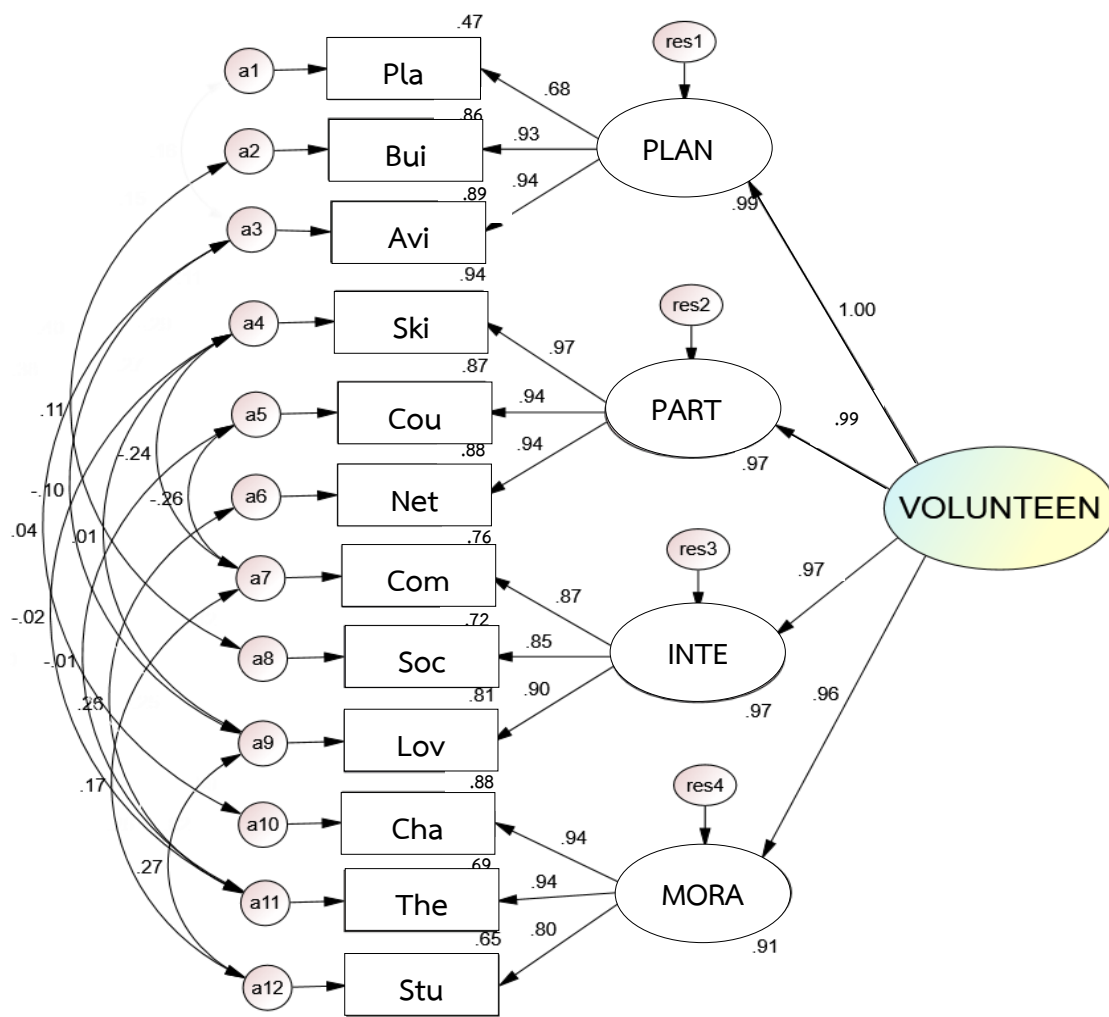 .47
res1
a1
Pla
.68
.86
.93
a2
Bui
PLAN
.94
.89
.99
a3
Avi
.94
1.00
res2
a4
Ski
.97
.87
.11
a5
Cou
.94
PART
.99
-.24
.88
.94
.97
-.10
-.26
a6
Net
VOLUNTEEN
.04
.01
.76
res3
a7
Com
.87
.97
-.02
.72
.85
INTE
-.01
a8
Soc
.81
.90
.96
.26
.97
a9
Lov
.17
.88
res4
a10
Cha
.94
.27
.69
.94
MORA
a11
The
.65
.80
.91
a12
Stu